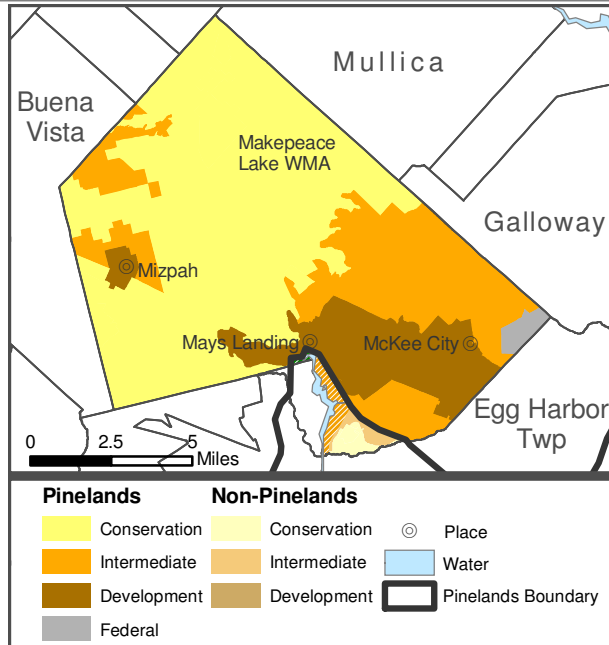 Mullica
Buena
Vista
Makepeace
Lake WMA
Galloway
Mizpah
Mays Landing
McKee City
Egg Harbor
Twp
0 2.5 5
Miles
Pinelands Non-Pinelands
Conservation Conservation Place
Intermediate Intermediate Water
Development Development Pinelands Boundary
Federal